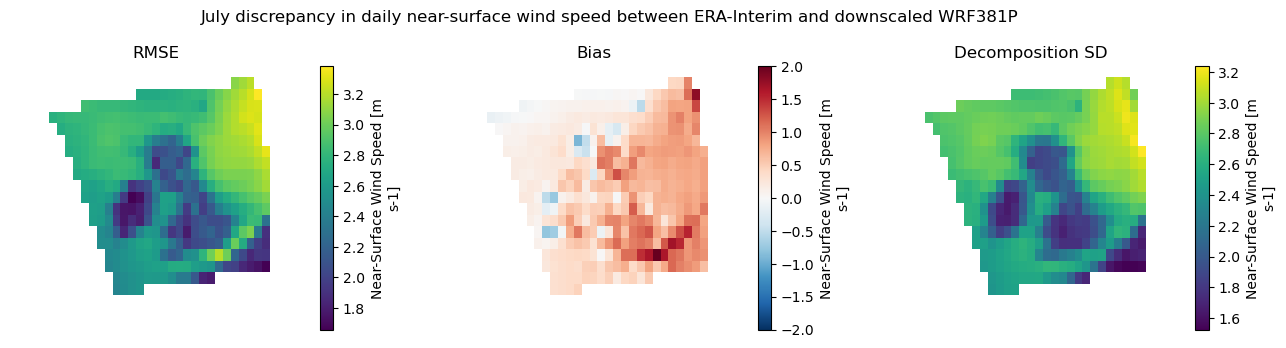 July discrepancy in daily near-surface wind speed between ERA-Interim and downscaled WRF381P
RMSE
3.2
3.0
2.8
2.6
2.4
2.2
2.0
1.8
Near-Surface Wind Speed [m
s-1]
Bias
2.0
1.5
1.0
0.5
0.0
−0.5
−1.0
−1.5
−2.0
Near-Surface Wind Speed [m
s-1]
Decomposition SD
3.2
3.0
2.8
2.6
2.4
2.2
2.0
1.8
1.6
Near-Surface Wind Speed [m
s-1]